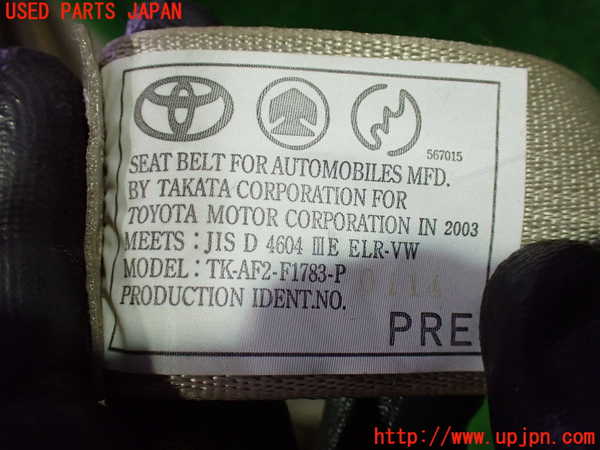 USED PARTS JAPAN
567015
SEAT BELT FOR AUTOMOBILES MFD.
BY TAKATA CORPORATION FOR
TOYOTA MOTOR CORPORATION IN 2003
MEETS : JIS D 4604 ⅢE ELR-VW
MODEL : TK-AF2-F1783-P
PRODUCTION IDENT.NO. 0414
PRE
http://www.upjpn.com/